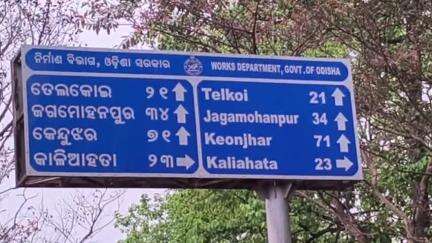 ନିର୍ମାଣ ବିଭାଗ, ଓଡ଼ିଶା ସରକାର WORKS DEPARTMENT, GOVT. OF ODISHA
ତେଲକୋଇ ୨୧ ↑ Telkoi 21 ↑
ଜଗମୋହନପୁର ୩୪ ↑ Jagamohanpur 34 ↑
କେନ୍ଦୁଝର ୭୧ ↑ Keonjhar 71 ↑
କାଳିଆହତା ୨୩ → Kaliahata 23 →